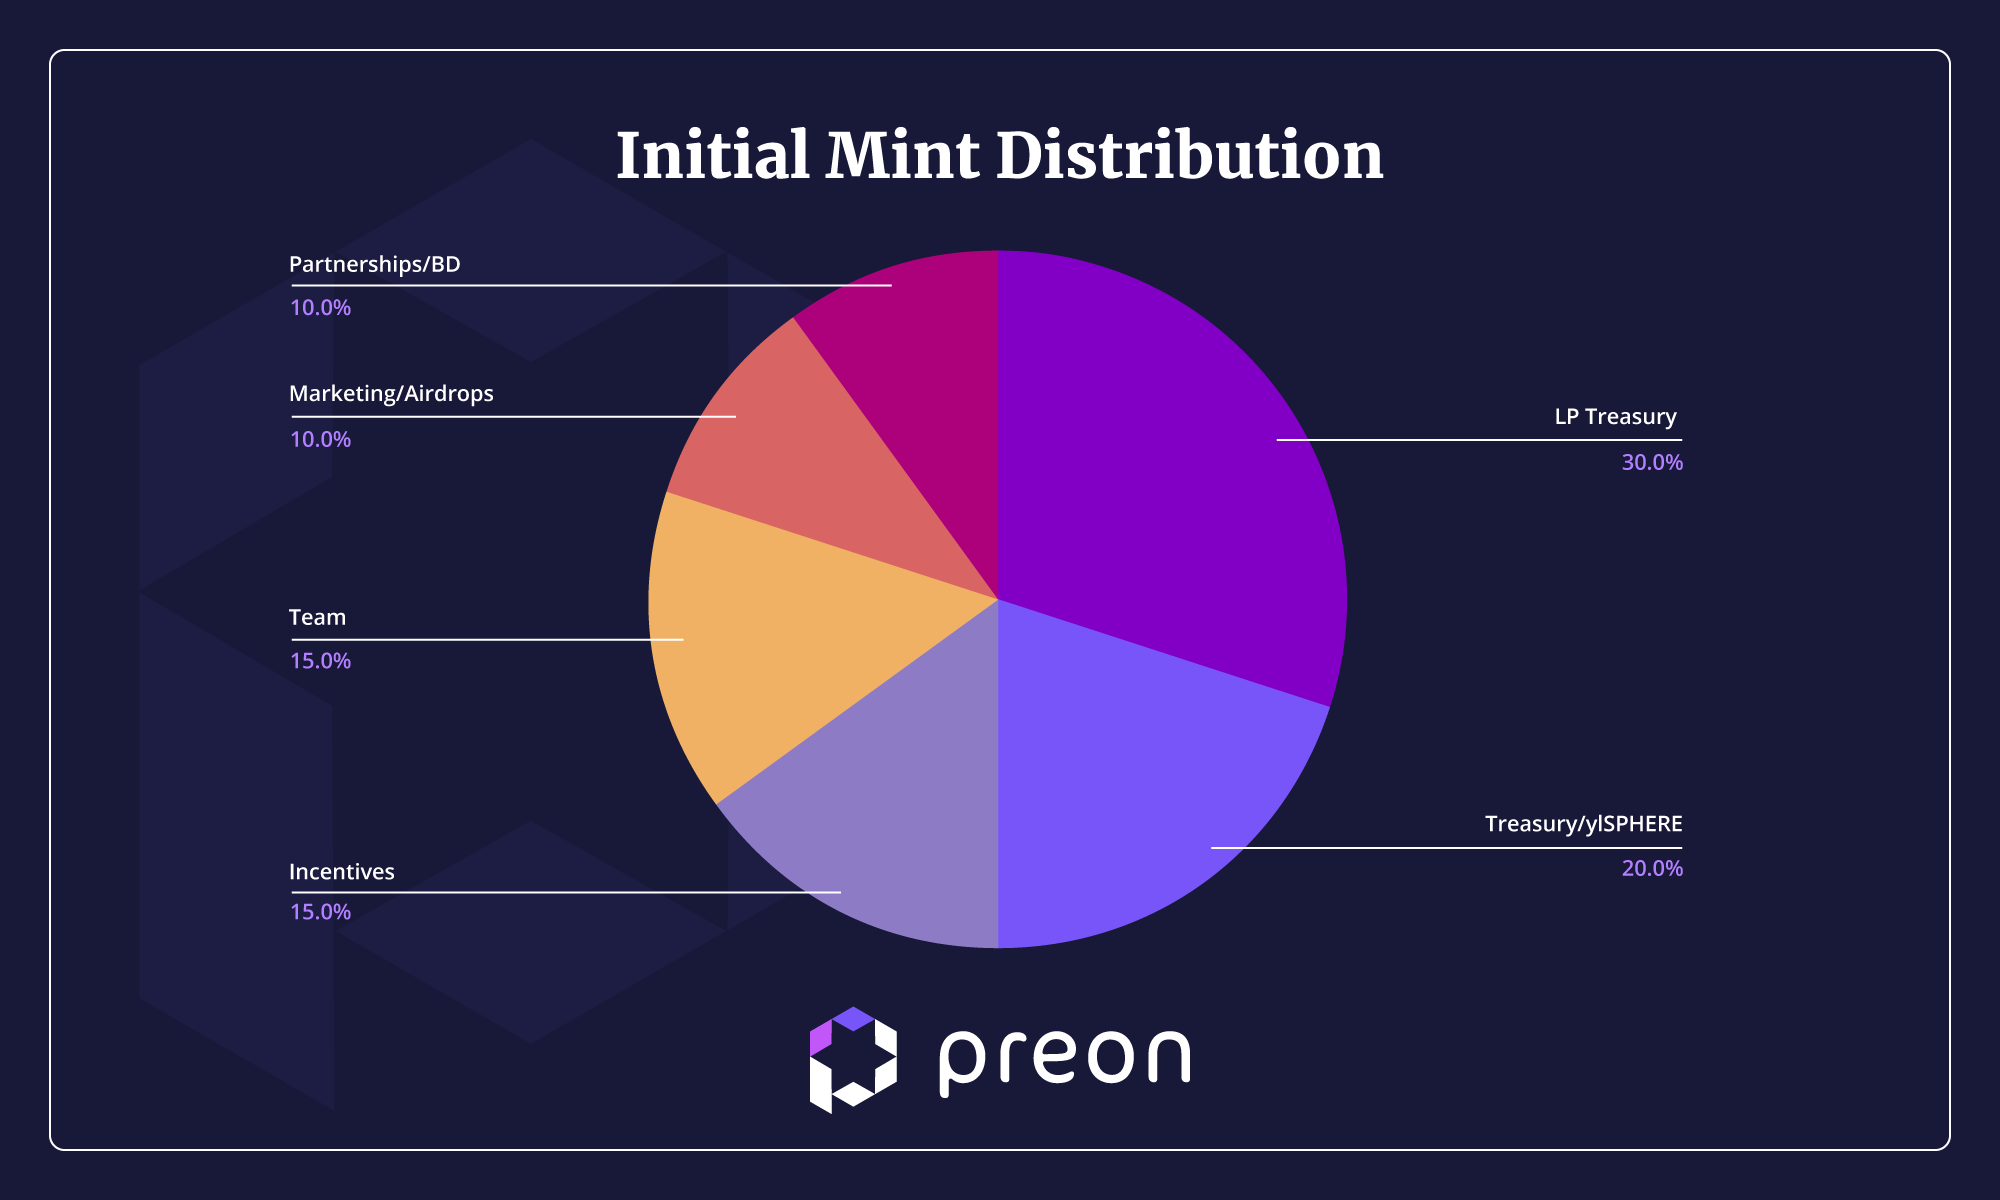 Initial Mint Distribution
Partnerships/BD
10.0%
Marketing/Airdrops
10.0%
Team
15.0%
Incentives
15.0%
LP Treasury
30.0%
Treasury/ylSPHERE
20.0%
preon